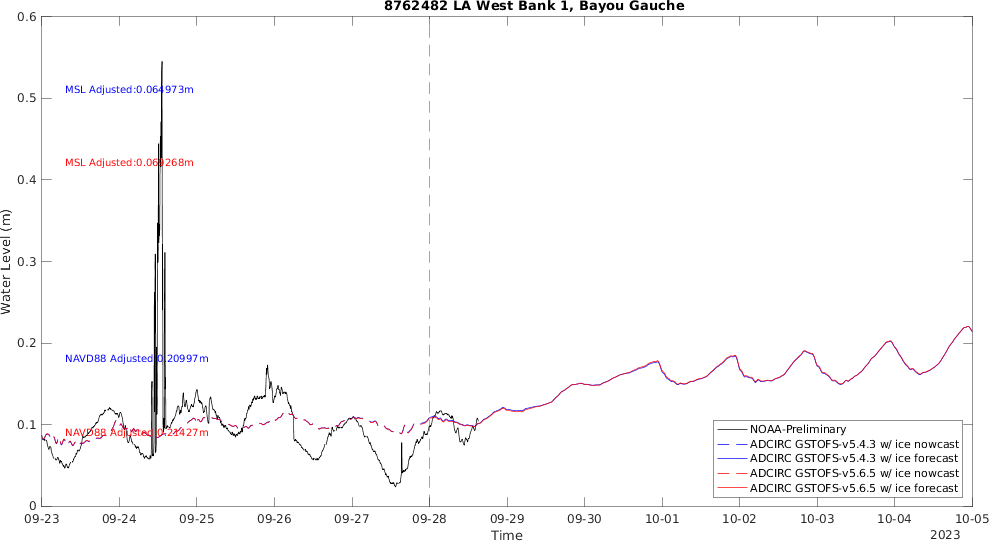 8762482 LA West Bank 1, Bayou Gauche
0.6
0.5
0.4
0.3
0.2
0.1
0
Water Level (m)
MSL Adjusted:0.064973m
MSL Adjusted:0.069268m
NAVD88 Adjusted:0.20997m
NAVD88 Adjusted:0.21427m
NOAA-Preliminary
ADCIRC GSTOFS-v5.4.3 w/ ice nowcast
ADCIRC GSTOFS-v5.4.3 w/ ice forecast
ADCIRC GSTOFS-v5.6.5 w/ ice nowcast
ADCIRC GSTOFS-v5.6.5 w/ ice forecast
09-23 09-24 09-25 09-26 09-27 09-28 09-29 09-30 10-01 10-02 10-03 10-04 10-05
Time
2023